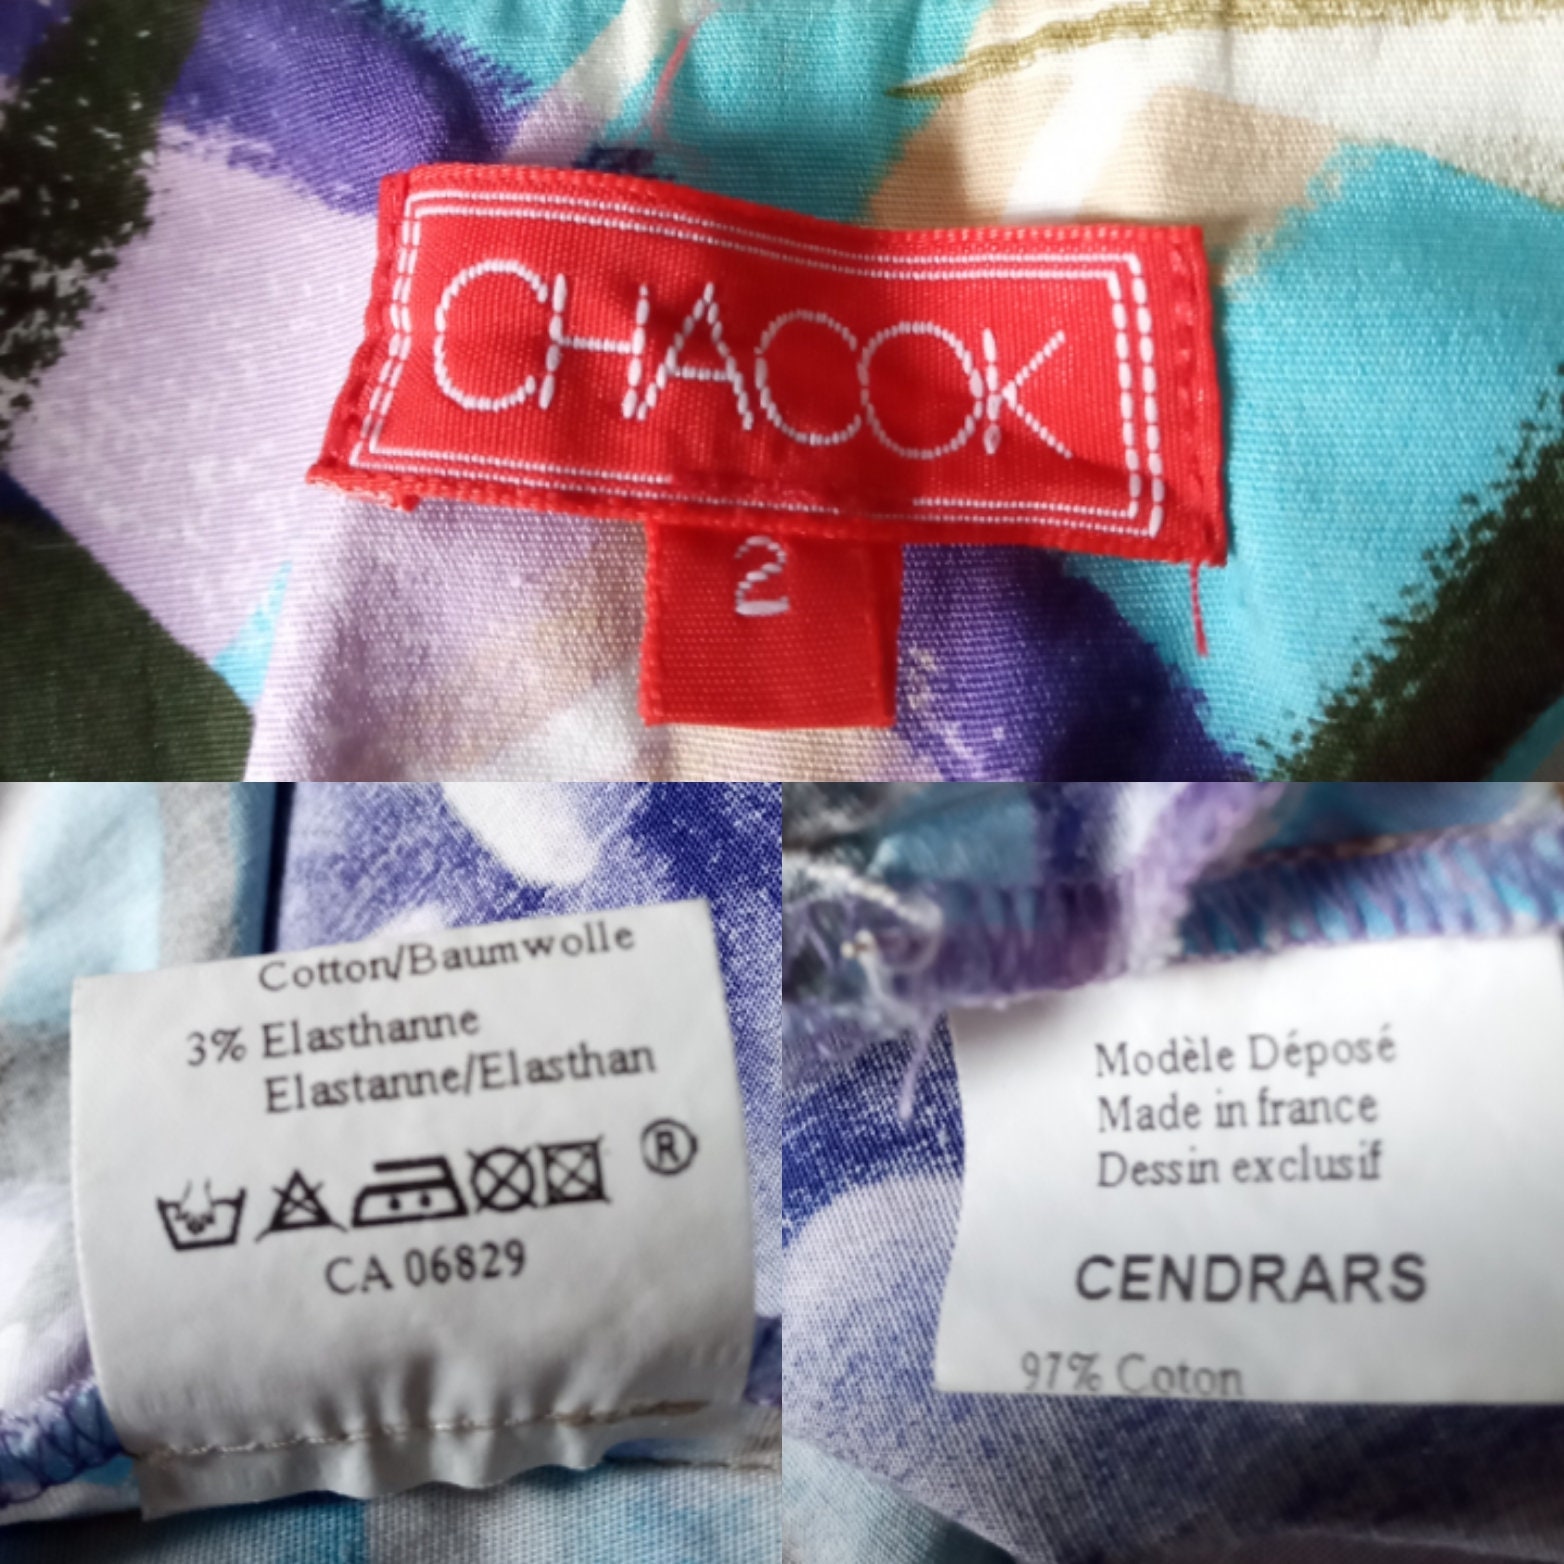 CHACOK
2
Cotton/Baumwolle
3% Elasthanne
Elastanne/Elasthan
®
CA 06829
Modèle Déposé
Made in france
Dessin exclusif
CENDRARS
97% Coton